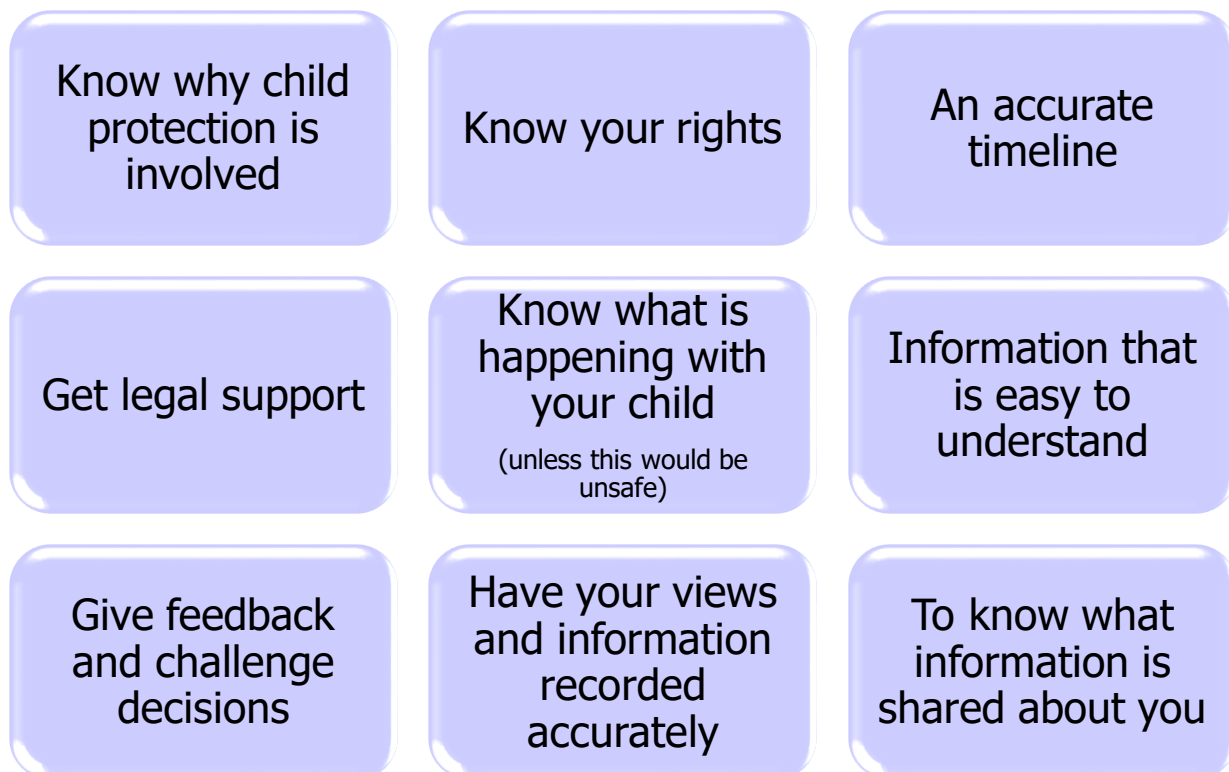 Know why child
protection is
involved
Know your rights
An accurate
timeline
Get legal support
Know what is
happening with
your child
(unless this would be
unsafe)
Information that
is easy to
understand
Give feedback
and challenge
decisions
Have your views
and information
recorded
accurately
To know what
information is
shared about you